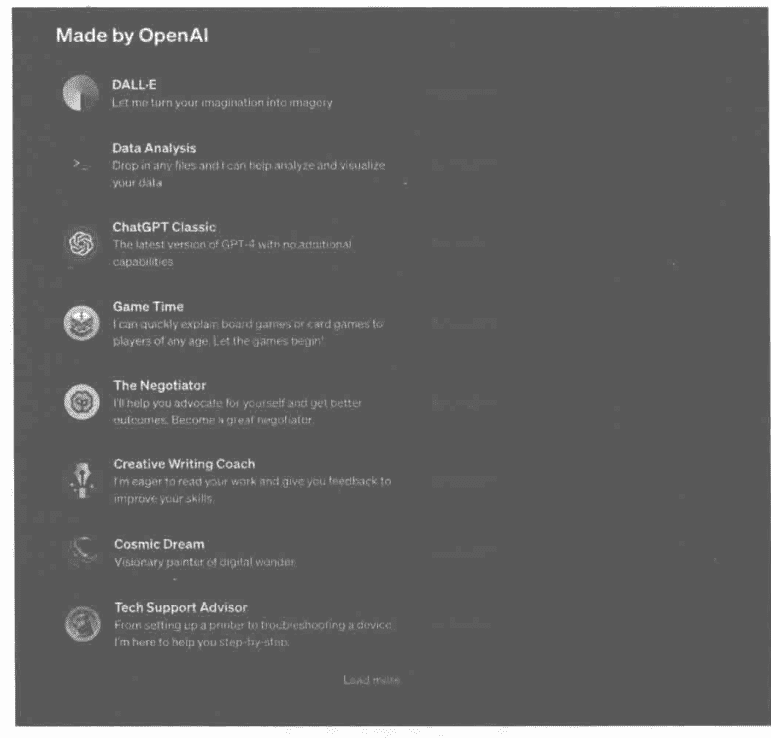 Made by OpenAI
DALL·E
Let me turn your imagination into imagery
Data Analysis
Drop in any files and I can help analyze and visualize
your data
ChatGPT Classic
The latest version of GPT-4 with no additional
capabilities
Game Time
I can quickly explain board games or card games to
players of any age. Let the games begin!
The Negotiator
I'll help you advocate for yourself and get better
outcomes. Become a great negotiator.
Creative Writing Coach
I'm eager to read your work and give you feedback to
improve your skills.
Cosmic Dream
Visionary painter of digital wonder
Tech Support Advisor
From setting up a printer to troubleshooting a device,
I'm here to help you step-by-step.
Load more